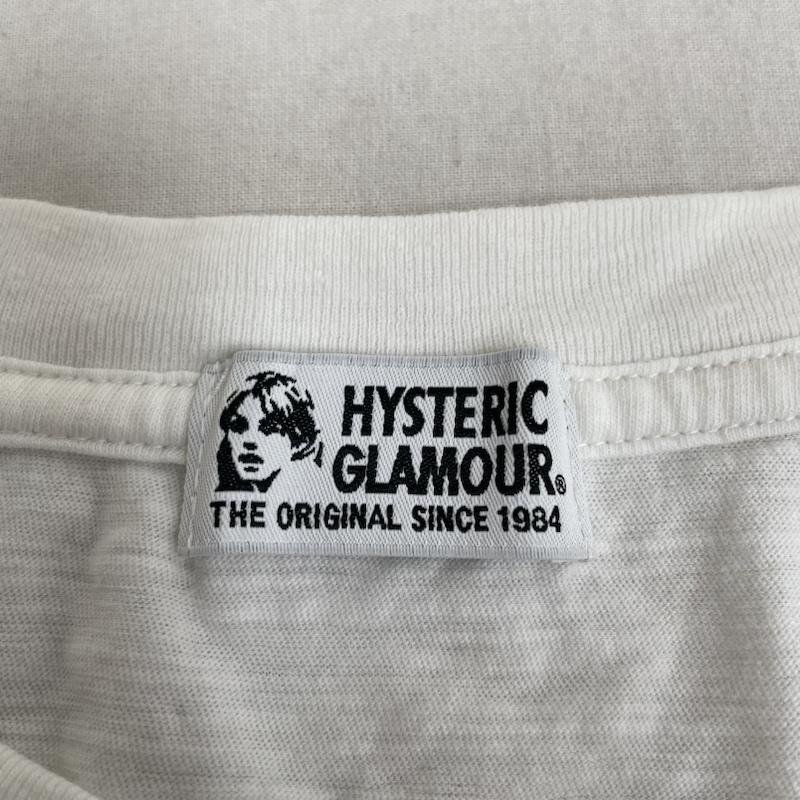 HYSTERIC
GLAMOUR®
THE ORIGINAL SINCE 1984